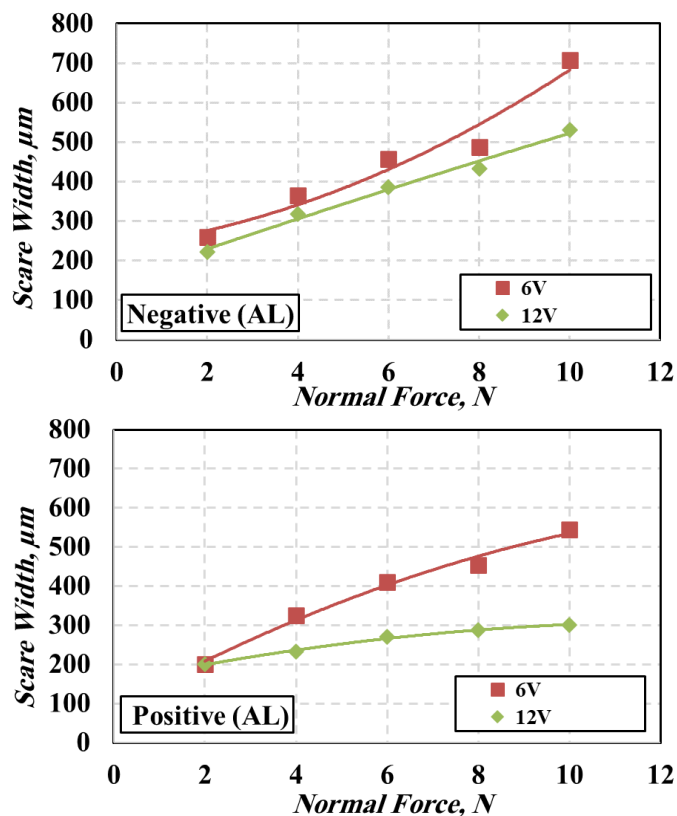 800
700
600
500
400
300
200
100
0
Scare Width, µm
6V
12V
Negative (AL)
0 2 4 6 8 10 12
Normal Force, N
800
700
600
500
400
300
200
100
0
Scare Width, µm
6V
12V
Positive (AL)
0 2 4 6 8 10 12
Normal Force, N